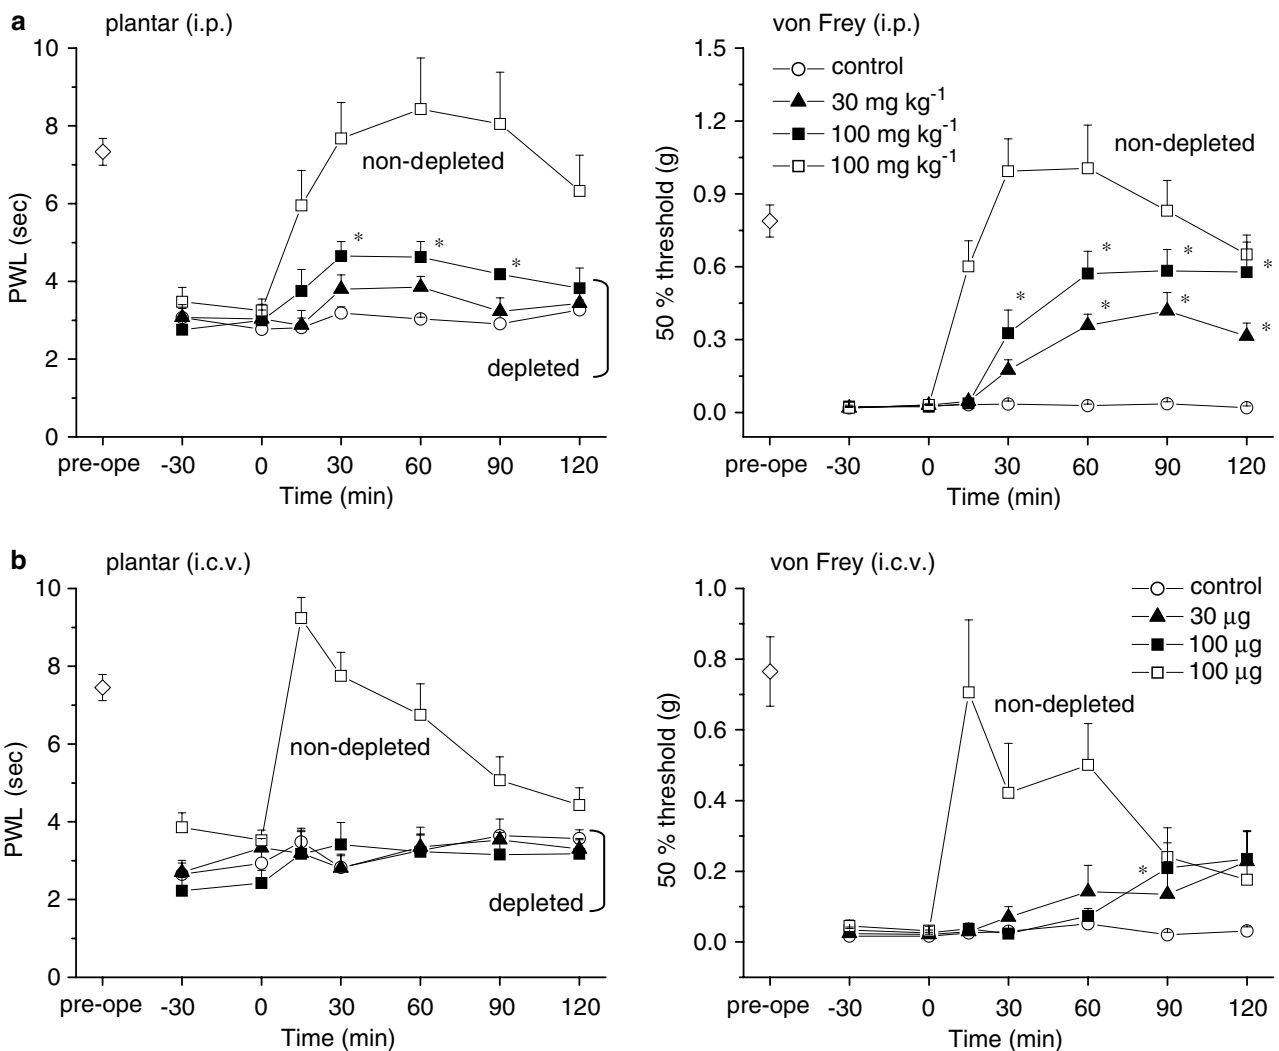 a
plantar (i.p.)
10
8
6
4
2
0
PWL (sec)
non-depleted
*
*
*
depleted
pre-ope -30 0 30 60 90 120
Time (min)
von Frey (i.p.)
1.5
1.2
0.9
0.6
0.3
0.0
50 % threshold (g)
control
30 mg kg-1
100 mg kg-1
100 mg kg-1
non-depleted
*
*
*
*
*
*
*
pre-ope -30 0 30 60 90 120
Time (min)
b
plantar (i.c.v.)
10
8
6
4
2
0
PWL (sec)
non-depleted
depleted
pre-ope -30 0 30 60 90 120
Time (min)
von Frey (i.c.v.)
1.0
0.8
0.6
0.4
0.2
0.0
50 % threshold (g)
control
30 µg
100 µg
100 µg
non-depleted
*
pre-ope -30 0 30 60 90 120
Time (min)